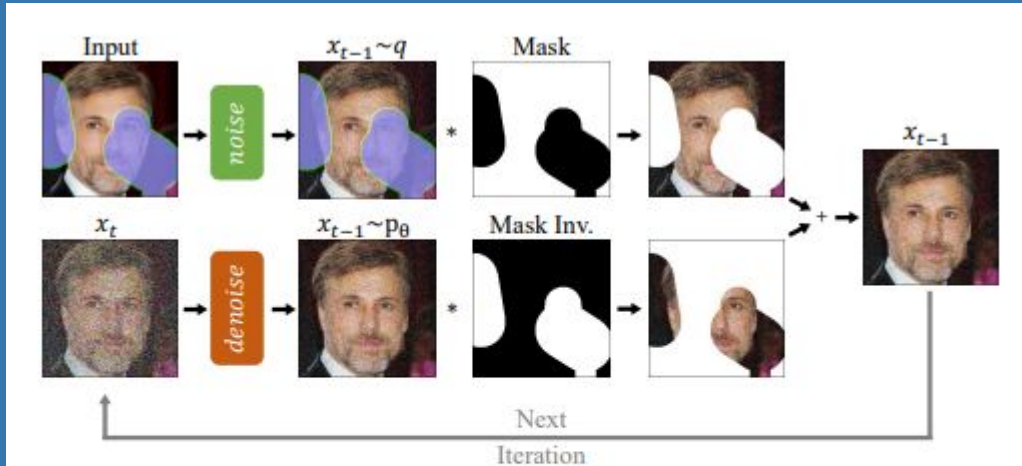 Input
x_{t-1}~q
Mask
noise
*
x_{t-1}
+
x_t
x_{t-1}~p_θ
Mask Inv.
denoise
*
Next
Iteration